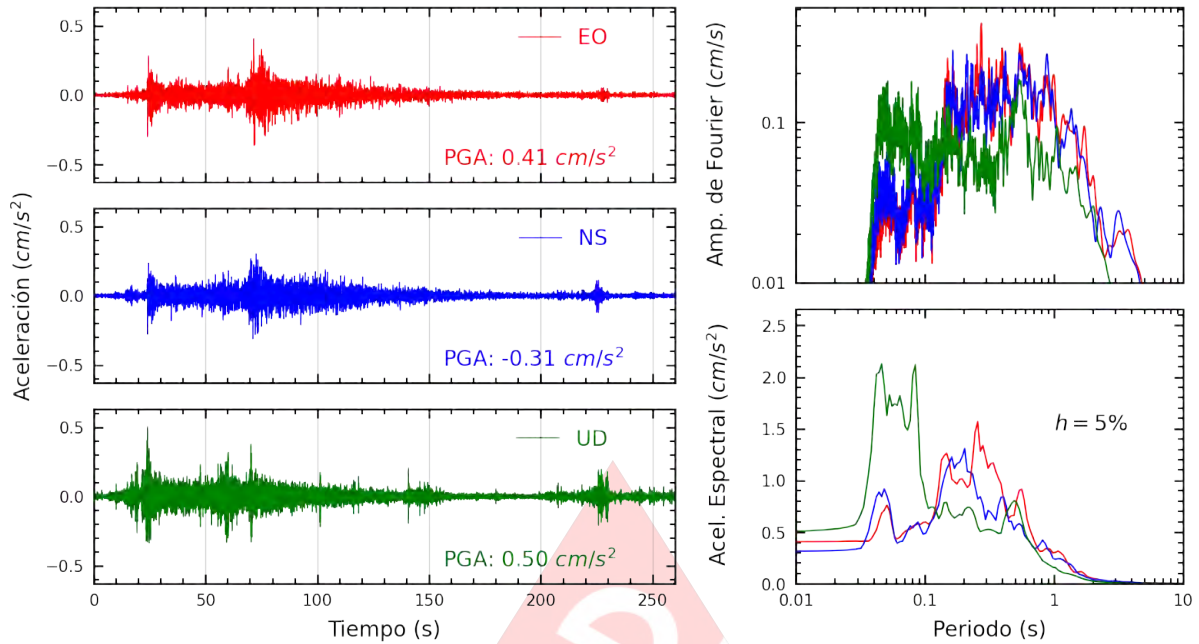 Aceleración (cm/s²)
0.5
0.0
−0.5
EO
PGA: 0.41 cm/s²
0.5
0.0
−0.5
NS
PGA: -0.31 cm/s²
0.5
0.0
−0.5
UD
PGA: 0.50 cm/s²
0 50 100 150 200 250
Tiempo (s)
Amp. de Fourier (cm/s)
0.1
0.01
Acel. Espectral (cm/s²)
2.5
2.0
1.5
1.0
0.5
0.0
h = 5%
0.01 0.1 1 10
Periodo (s)